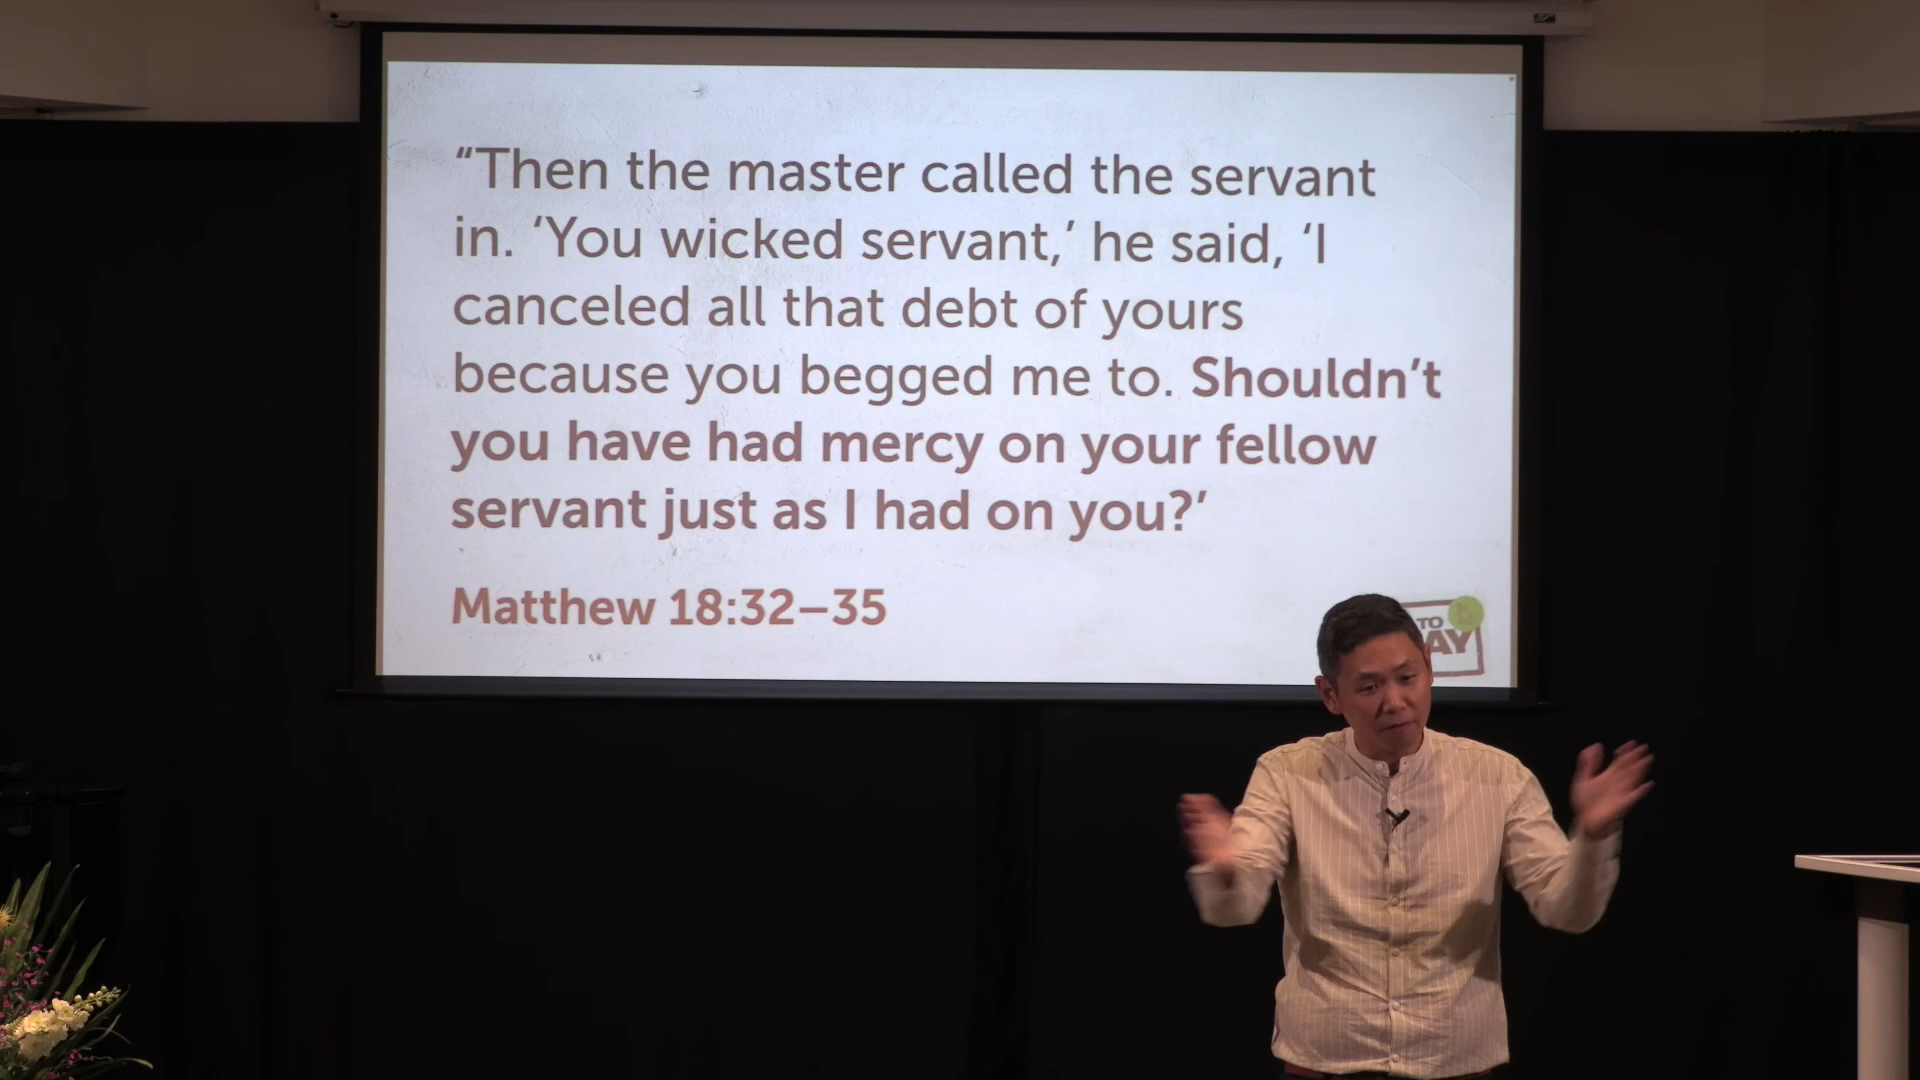 “Then the master called the servant
in. ‘You wicked servant,’ he said, ‘I
canceled all that debt of yours
because you begged me to. Shouldn’t
you have had mercy on your fellow
servant just as I had on you?’
Matthew 18:32–35
TO